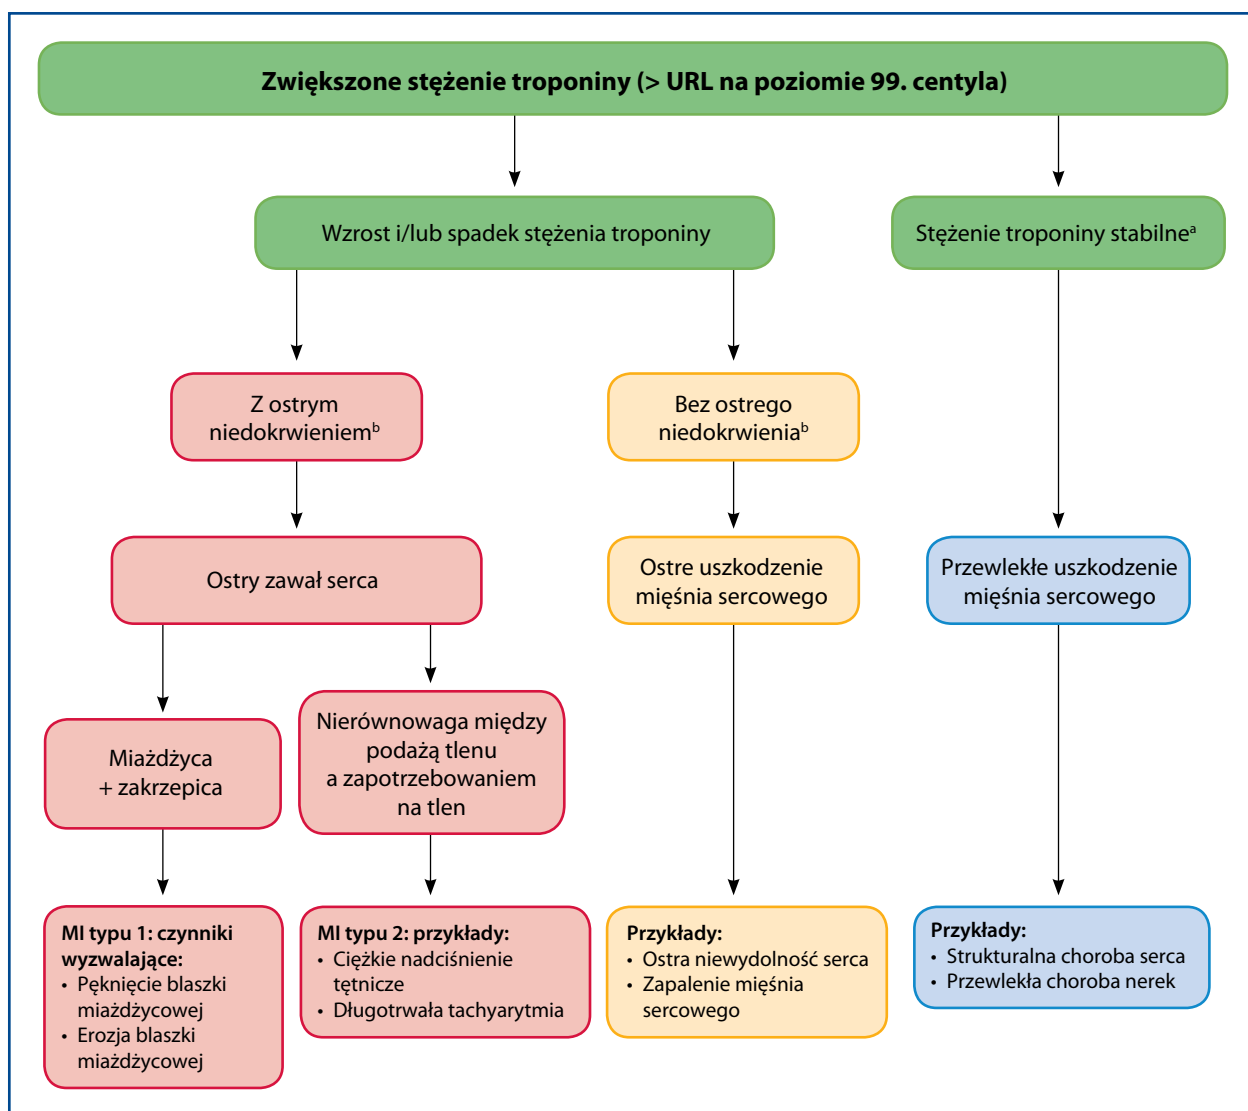 Zwiększone stężenie troponiny (> URL na poziomie 99. centyla)
Wzrost i/lub spadek stężenia troponiny
Stężenie troponiny stabilneᵃ
Z ostrym
niedokrwieniemᵇ
Bez ostrego
niedokrwieniaᵇ
Ostry zawał serca
Ostre uszkodzenie
mięśnia sercowego
Przewlekłe uszkodzenie
mięśnia sercowego
Miażdżyca
+ zakrzepica
Nierównowaga między
podażą tlenu
a zapotrzebowaniem
na tlen
MI typu 1: czynniki
wyzwalające:
• Pęknięcie blaszki
miażdżycowej
• Erozja blaszki
miażdżycowej
MI typu 2: przykłady:
• Ciężkie nadciśnienie
tętnicze
• Długotrwała tachyarytmia
Przykłady:
• Ostra niewydolność serca
• Zapalenie mięśnia
sercowego
Przykłady:
• Strukturalna choroba serca
• Przewlekła choroba nerek